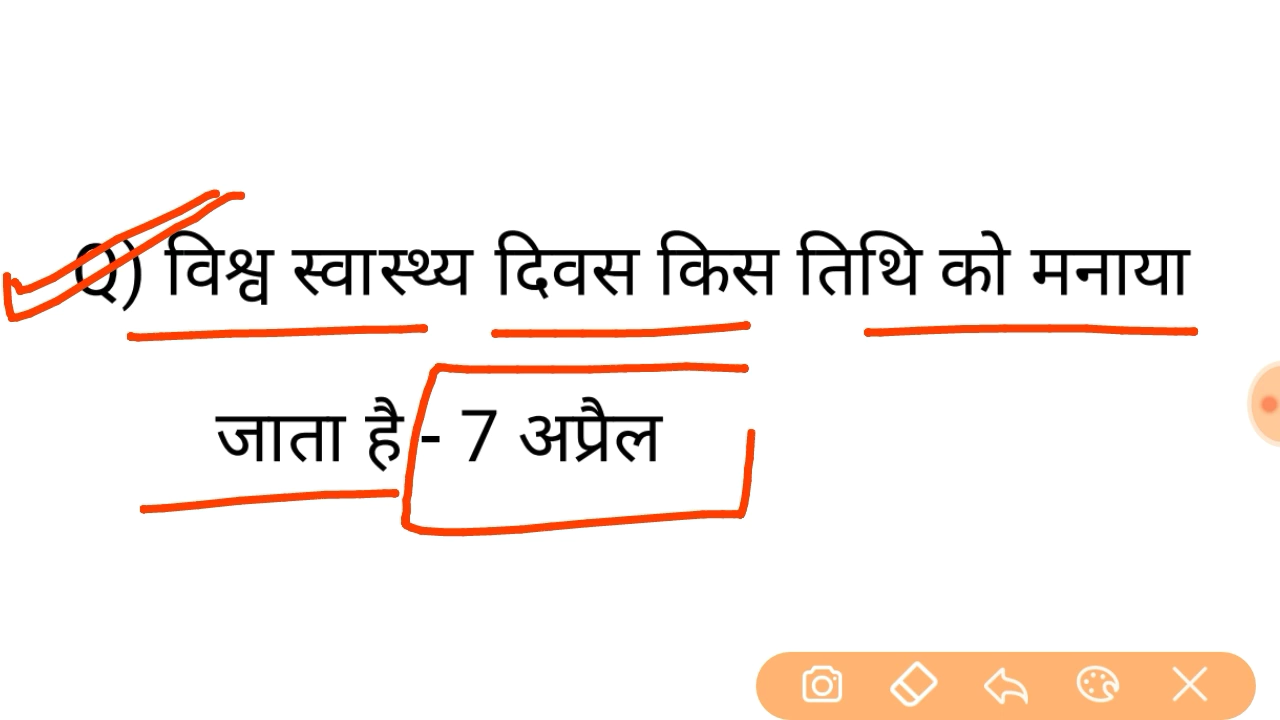 Q) विश्व स्वास्थ्य दिवस किस तिथि को मनाया
जाता है - 7 अप्रैल